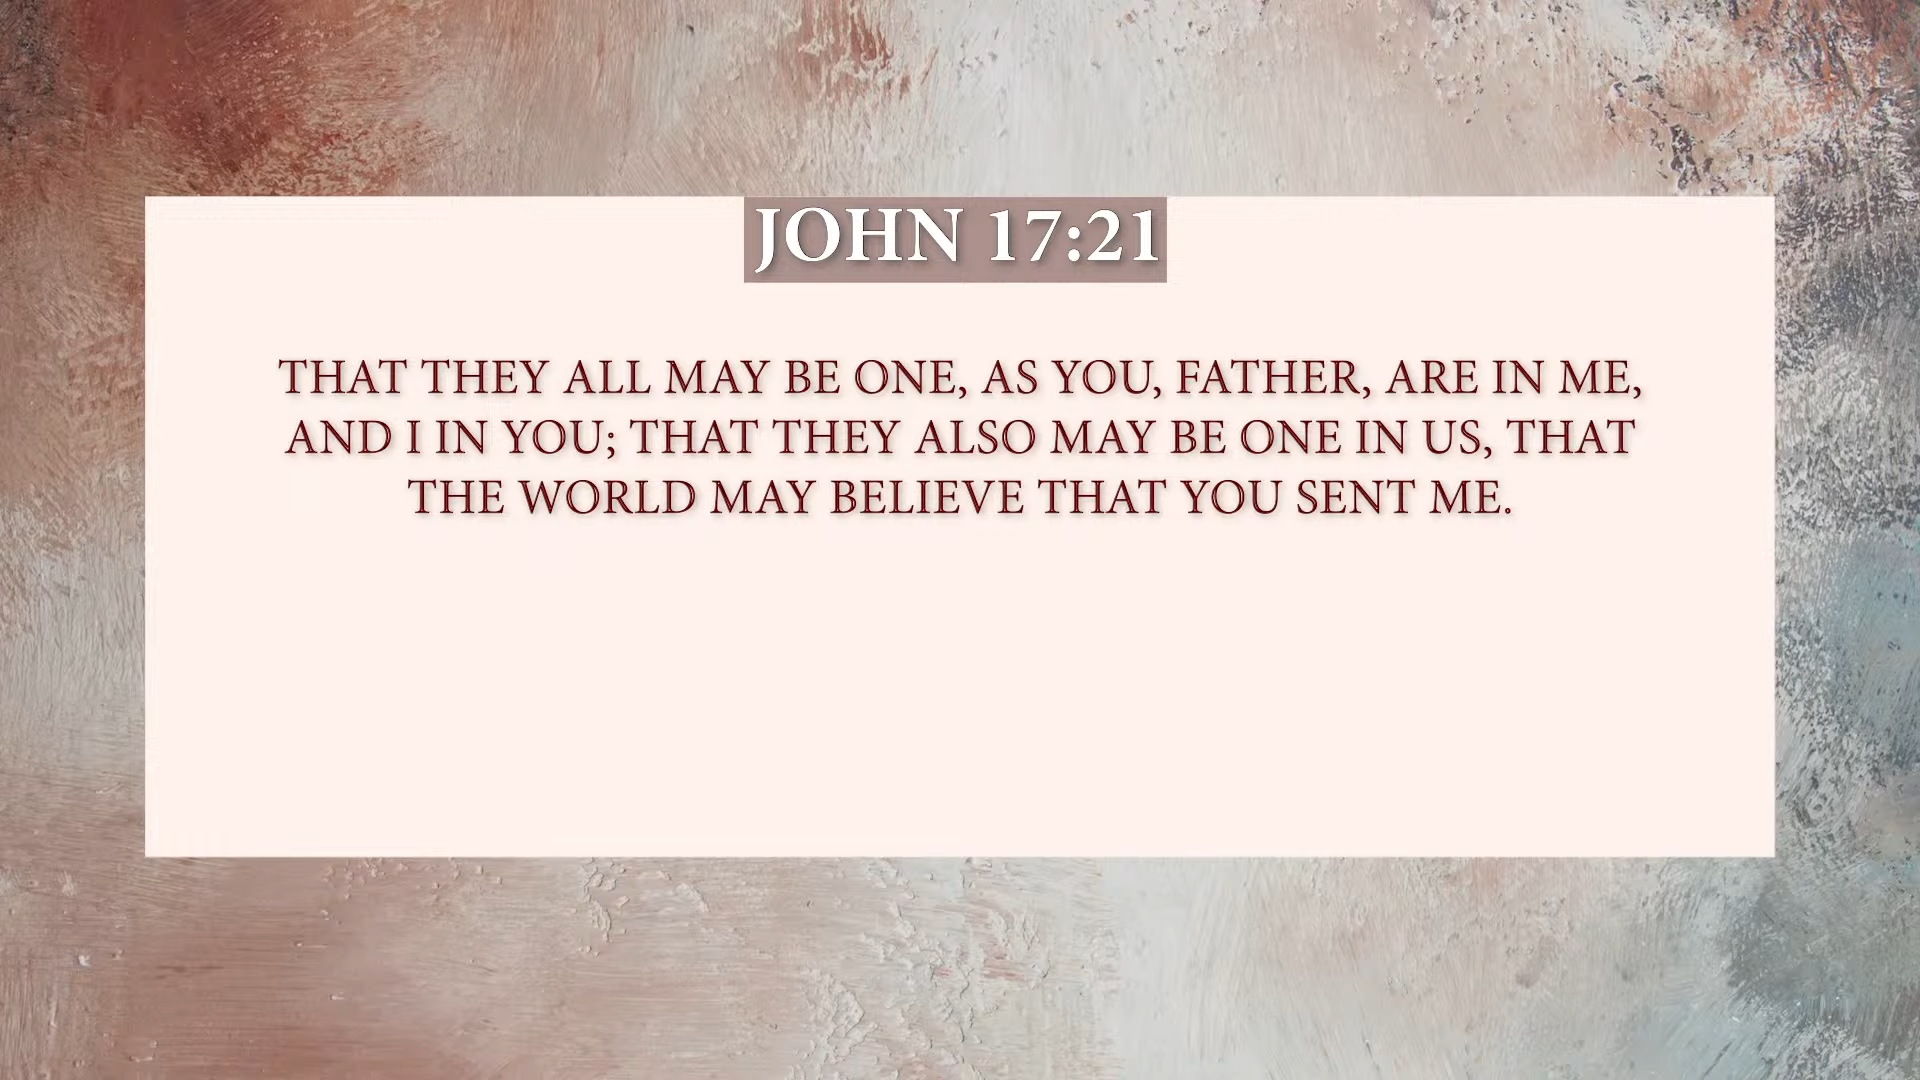 JOHN 17:21
THAT THEY ALL MAY BE ONE, AS YOU, FATHER, ARE IN ME,
AND I IN YOU; THAT THEY ALSO MAY BE ONE IN US, THAT
THE WORLD MAY BELIEVE THAT YOU SENT ME.